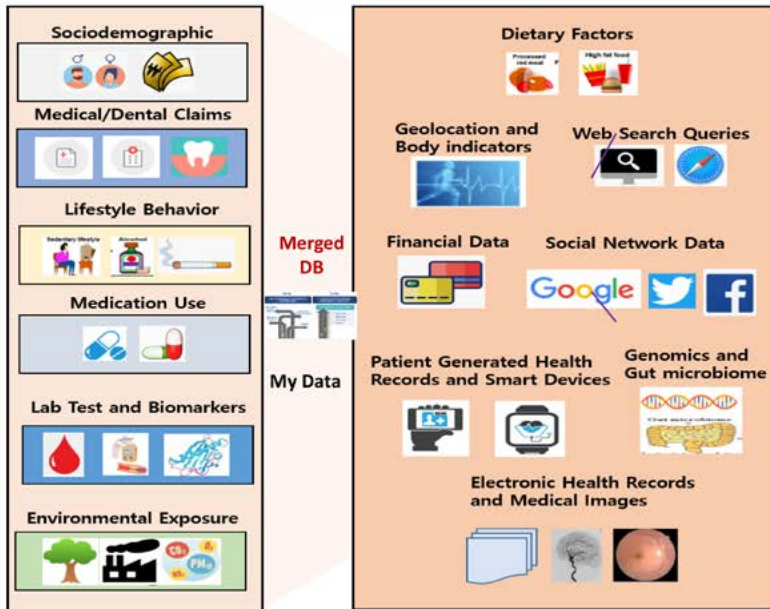 Sociodemographic
Medical/Dental Claims
Lifestyle Behavior
Sedentary lifestyle
Medication Use
Lab Test and Biomarkers
Environmental Exposure
Merged
DB
My Data
Dietary Factors
Processed
red meat
High fat food
Geolocation and
Body indicators
Web Search Queries
Financial Data
Social Network Data
Google
Patient Generated Health
Records and Smart Devices
Genomics and
Gut microbiome
Gut microbiome
Electronic Health Records
and Medical Images